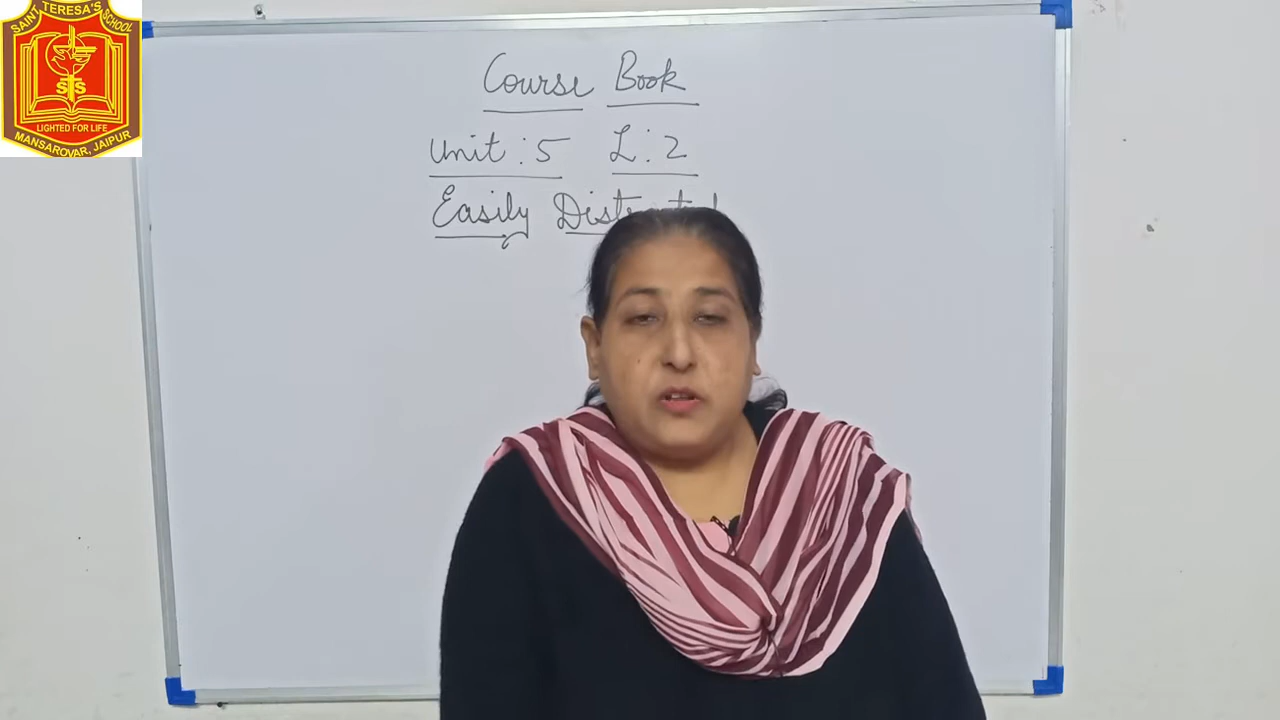 SAINT TERESA'S SCHOOL
STS
LIGHTED FOR LIFE
MANSAROVAR, JAIPUR
Course Book
Unit : 5 L : 2
Easily